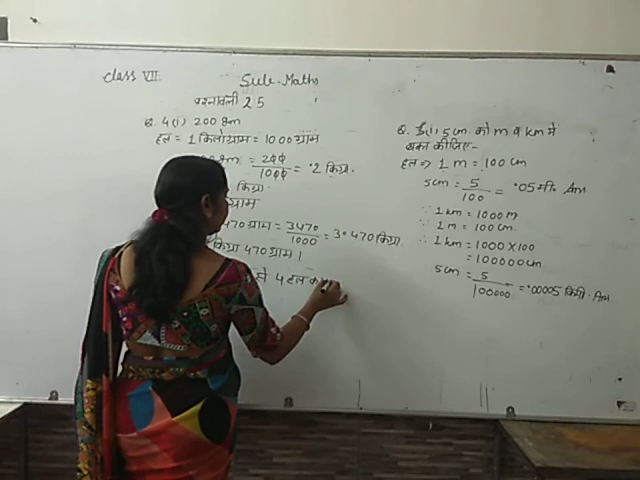 class VII Sub-Maths
प्रश्नावली 2.5
Q. 4 (i) 200 gm
हल = 1 किलोग्राम = 1000 ग्राम
gm = 200/1000 = .2 किग्रा.
किग्रा.
ग्राम
470 ग्राम = 3470/1000 = 3.470 किग्रा.
किग्रा 470 ग्राम।
4 हल क
Q. (i) 5 cm को m व km में
व्यक्त कीजिए-
हल ⇒ 1 m = 100 cm
5 cm = 5/100 = .05 मी. Ans
∵ 1 km = 1000 m
∵ 1 m = 100 cm
∴ 1 km = 1000 x 100
= 100000 cm
5 cm = 5/100000 = .00005 किमी. Ans